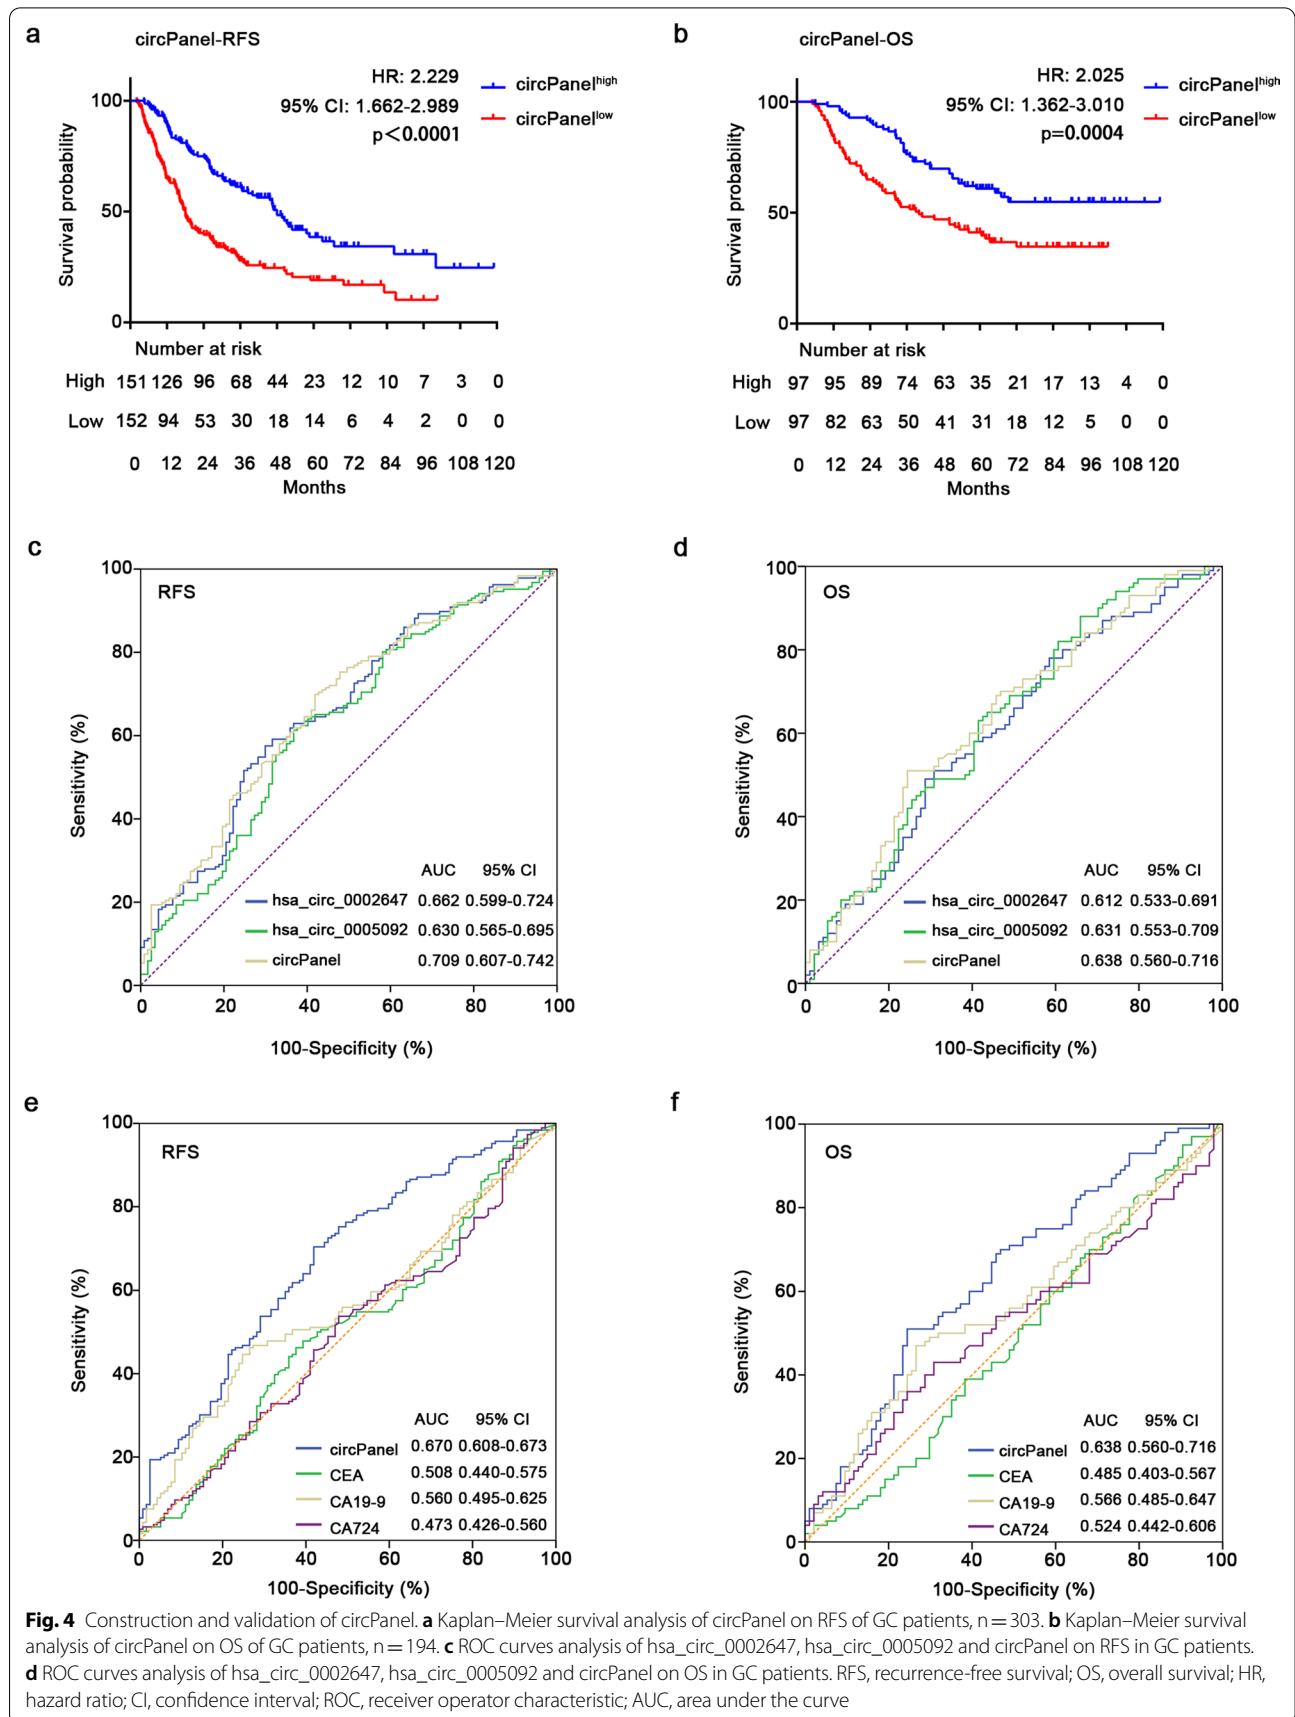 a
circPanel-RFS
HR: 2.229
95% CI: 1.662-2.989
p<0.0001
circPanelhigh
circPanellow
Survival probability
100
50
0
Number at risk
High 151 126 96 68 44 23 12 10 7 3 0
Low 152 94 53 30 18 14 6 4 2 0 0
0 12 24 36 48 60 72 84 96 108 120
Months
b
circPanel-OS
HR: 2.025
95% CI: 1.362-3.010
p=0.0004
circPanelhigh
circPanellow
Survival probability
100
50
0
Number at risk
High 97 95 89 74 63 35 21 17 13 4 0
Low 97 82 63 50 41 31 18 12 5 0 0
0 12 24 36 48 60 72 84 96 108 120
Months
c
RFS
Sensitivity (%)
100
80
60
40
20
0
AUC 95% CI
hsa_circ_0002647 0.662 0.599-0.724
hsa_circ_0005092 0.630 0.565-0.695
circPanel 0.709 0.607-0.742
0 20 40 60 80 100
100-Specificity (%)
d
OS
Sensitivity (%)
100
80
60
40
20
0
AUC 95% CI
hsa_circ_0002647 0.612 0.533-0.691
hsa_circ_0005092 0.631 0.553-0.709
circPanel 0.638 0.560-0.716
0 20 40 60 80 100
100-Specificity (%)
e
RFS
Sensitivity (%)
100
80
60
40
20
0
AUC 95% CI
circPanel 0.670 0.608-0.673
CEA 0.508 0.440-0.575
CA19-9 0.560 0.495-0.625
CA724 0.473 0.426-0.560
0 20 40 60 80 100
100-Specificity (%)
f
OS
Sensitivity (%)
100
80
60
40
20
0
AUC 95% CI
circPanel 0.638 0.560-0.716
CEA 0.485 0.403-0.567
CA19-9 0.566 0.485-0.647
CA724 0.524 0.442-0.606
0 20 40 60 80 100
100-Specificity (%)
Fig. 4 Construction and validation of circPanel. a Kaplan–Meier survival analysis of circPanel on RFS of GC patients, n = 303. b Kaplan–Meier survival
analysis of circPanel on OS of GC patients, n = 194. c ROC curves analysis of hsa_circ_0002647, hsa_circ_0005092 and circPanel on RFS in GC patients.
d ROC curves analysis of hsa_circ_0002647, hsa_circ_0005092 and circPanel on OS in GC patients. RFS, recurrence-free survival; OS, overall survival; HR,
hazard ratio; CI, confidence interval; ROC, receiver operator characteristic; AUC, area under the curve